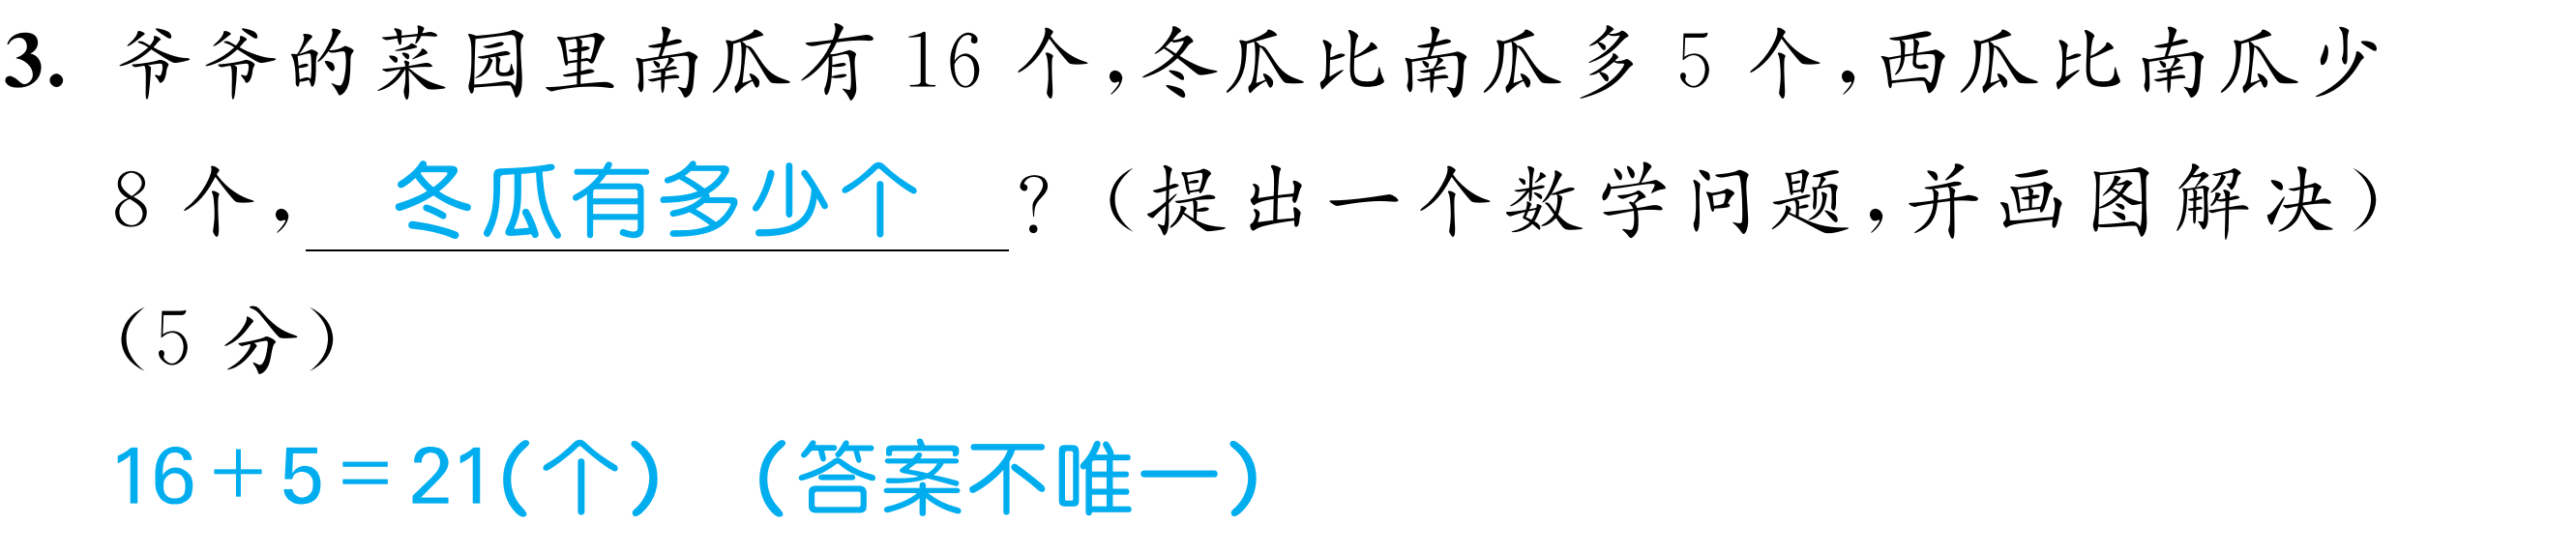 3. 爷爷的菜园里南瓜有 16 个,冬瓜比南瓜多 5 个,西瓜比南瓜少
8 个, 冬瓜有多少个 ?(提出一个数学问题,并画图解决)
(5 分)
16+5=21(个) (答案不唯一)